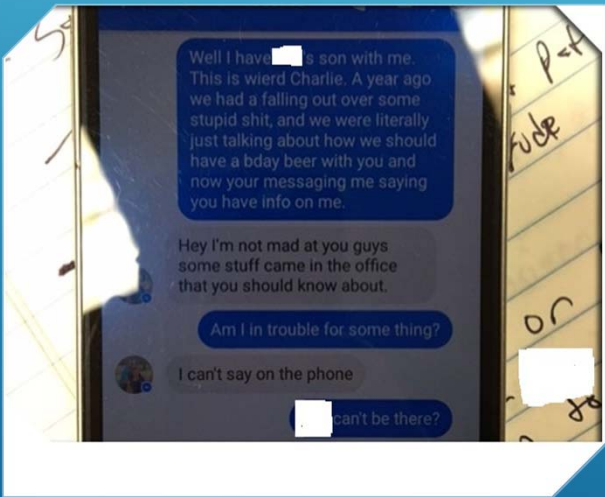 Well I have 's son with me.
This is wierd Charlie. A year ago
we had a falling out over some
stupid shit, and we were literally
just talking about how we should
have a bday beer with you and
now your messaging me saying
you have info on me.
Hey I'm not mad at you guys
some stuff came in the office
that you should know about.
Am I in trouble for some thing?
I can't say on the phone
can't be there?
or